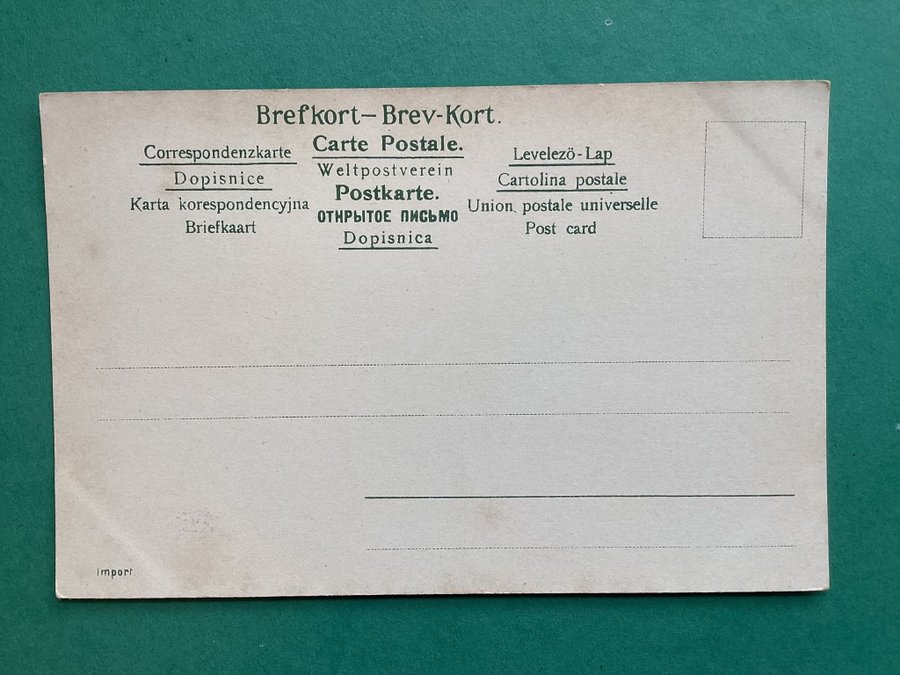 Brefkort–Brev-Kort.
Carte Postale.
Weltpostverein
Postkarte.
ОТКРЫТОЕ ПИСЬМО
Dopisnica
Correspondenzkarte
Dopisnice
Karta korespondencyjna
Briefkaart
Levelezö-Lap
Cartolina postale
Union postale universelle
Post card
import